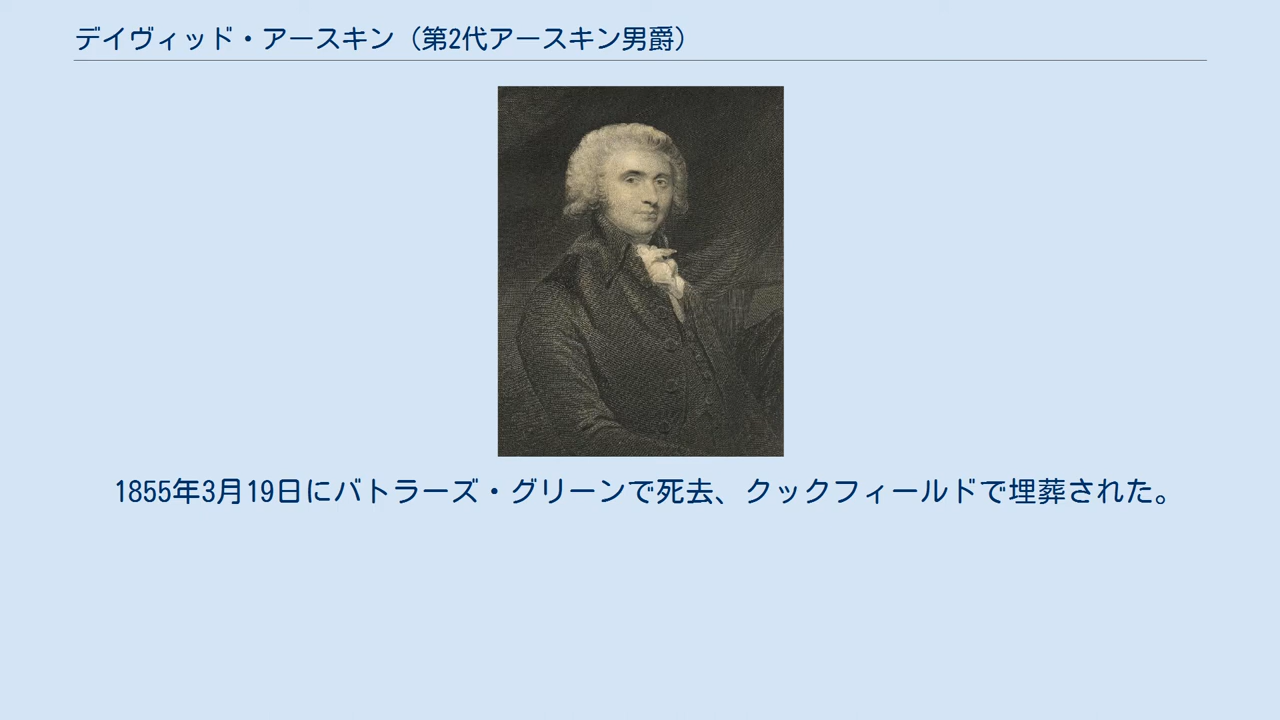 デイヴィッド・アースキン（第2代アースキン男爵）
1855年3月19日にバトラーズ・グリーンで死去、クックフィールドで埋葬された。